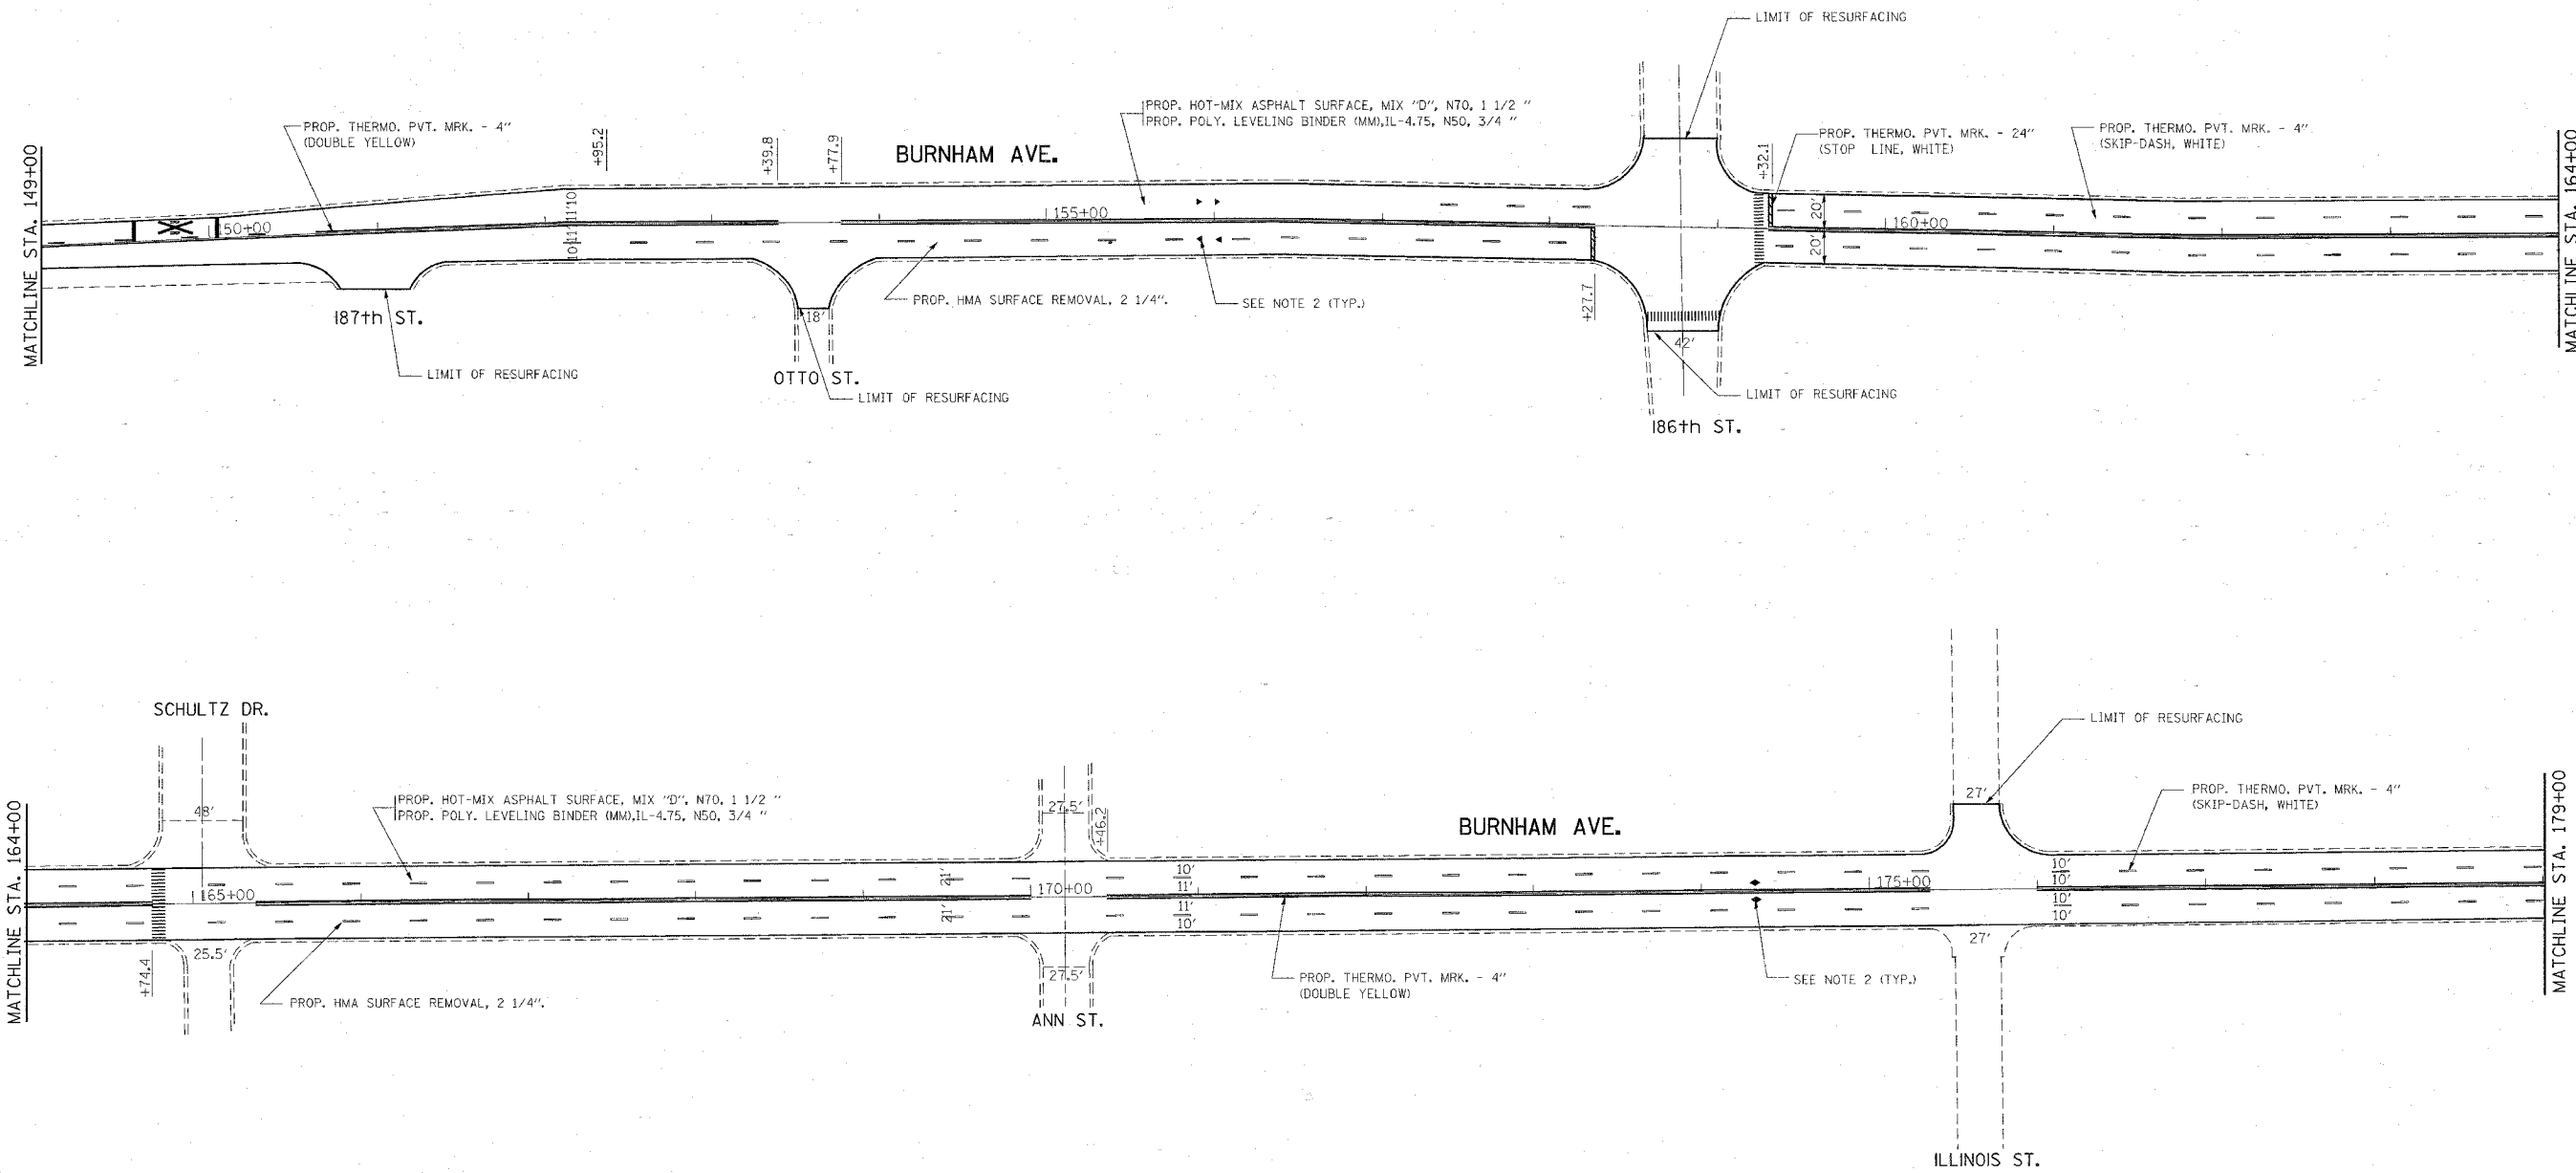 LIMIT OF RESURFACING
PROP. THERMO. PVT. MRK. - 4"
(DOUBLE YELLOW)
+95.2
+39.8
+77.9
BURNHAM AVE.
PROP. HOT-MIX ASPHALT SURFACE, MIX "D", N70, 1 1/2 "
PROP. POLY. LEVELING BINDER (MM),IL-4.75, N50, 3/4 "
+32.1
PROP. THERMO. PVT. MRK. - 24"
(STOP LINE, WHITE)
PROP. THERMO. PVT. MRK. - 4"
(SKIP-DASH, WHITE)
MATCHLINE STA. 149+00
150+00
10'11'11'10'
155+00
20'
20'
160+00
MATCHLINE STA. 164+00
187th ST.
18'
PROP. HMA SURFACE REMOVAL, 2 1/4".
SEE NOTE 2 (TYP.)
+27.7
42'
LIMIT OF RESURFACING
OTTO ST.
LIMIT OF RESURFACING
LIMIT OF RESURFACING
186th ST.
SCHULTZ DR.
LIMIT OF RESURFACING
MATCHLINE STA. 164+00
48'
PROP. HOT-MIX ASPHALT SURFACE, MIX "D", N70, 1 1/2 "
PROP. POLY. LEVELING BINDER (MM),IL-4.75, N50, 3/4 "
27.5'
+46.2
BURNHAM AVE.
27'
PROP. THERMO. PVT. MRK. - 4"
(SKIP-DASH, WHITE)
MATCHLINE STA. 179+00
165+00
21'
21'
170+00
10'
11'
11'
10'
175+00
10'
10'
10'
10'
+74.4
25.5'
PROP. HMA SURFACE REMOVAL, 2 1/4".
27.5'
PROP. THERMO. PVT. MRK. - 4"
(DOUBLE YELLOW)
SEE NOTE 2 (TYP.)
27'
ANN ST.
ILLINOIS ST.